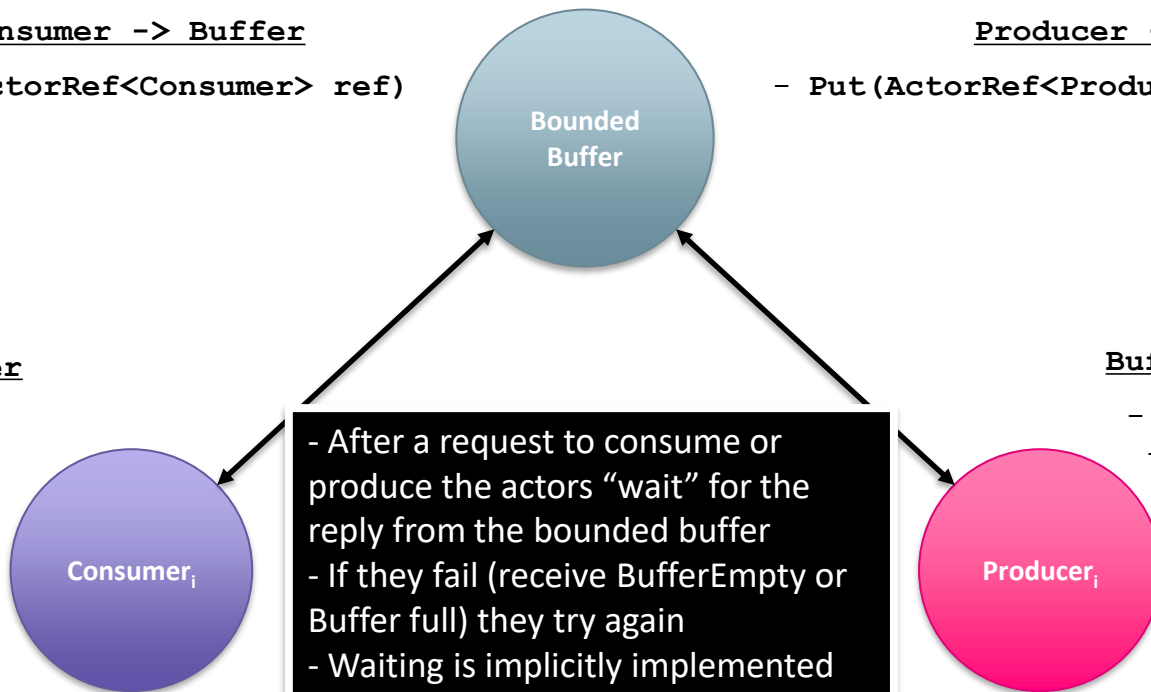 nsumer -> Buffer
Producer
ctorRef<Consumer> ref)
- Put(ActorRef<Produ
Bounded
Buffer
er
Buf
-
-
- After a request to consume or
produce the actors “wait” for the
reply from the bounded buffer
- If they fail (receive BufferEmpty or
Buffer full) they try again
- Waiting is implicitly implemented
Consumeri
Produceri